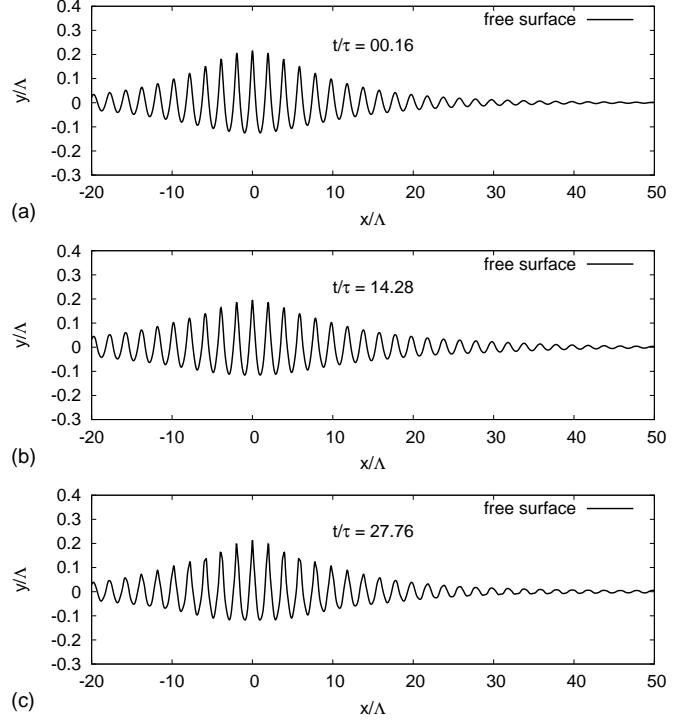 0.4
free surface
0.3
t/τ = 00.16
0.2
0.1
y/Λ
0
-0.1
-0.2
-0.3
-20 -10 0 10 20 30 40 50
(a)
x/Λ
0.4
free surface
0.3
t/τ = 14.28
0.2
0.1
y/Λ
0
-0.1
-0.2
-0.3
-20 -10 0 10 20 30 40 50
(b)
x/Λ
0.4
free surface
0.3
t/τ = 27.76
0.2
0.1
y/Λ
0
-0.1
-0.2
-0.3
-20 -10 0 10 20 30 40 50
(c)
x/Λ